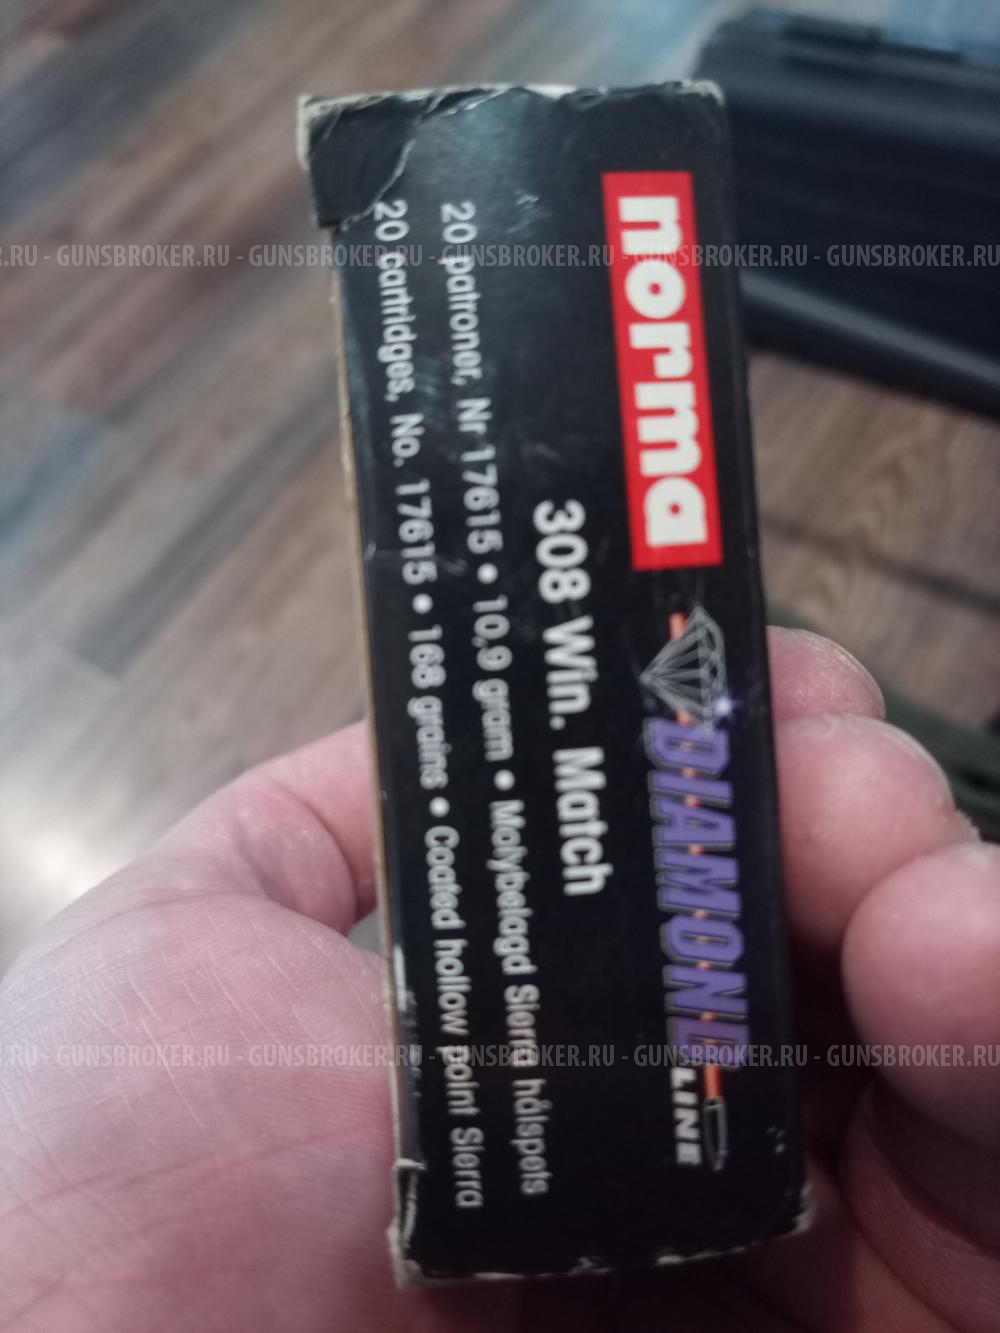 norma
DIAMOND
LINE
308 Win. Match
20 patroner, Nr 17615 • 10,9 gram • Molybelagd Sierra hålspets
20 cartridges, No. 17615 • 168 grains • Coated hollow point Sierra
.RU - GUNSBROKER.RU - GUNSBROKER.RU - GUNSBROKER.RU - GUNSBROKER.RU - GUNSBROKER.RU
.RU - GUNSBROKER.RU - GUNSBROKER.RU - GUNSBROKER.RU - GUNSBROKER.RU - GUNSBROKER.RU